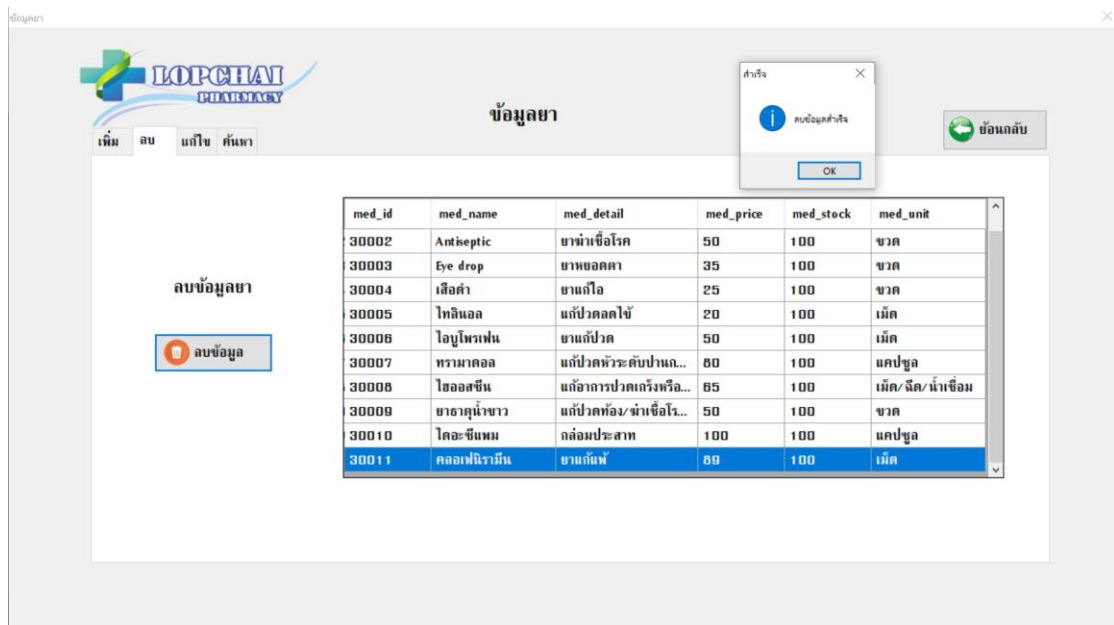 ข้อมูลยา
LOPCHAI
PHARMACY
ข้อมูลยา
สำเร็จ
ลบข้อมูลสำเร็จ
OK
ย้อนกลับ
เพิ่ม ลบ แก้ไข ค้นหา
med_id med_name med_detail med_price med_stock med_unit
30002 Antiseptic ยาฆ่าเชื้อโรค 50 100 ขวด
30003 Eye drop ยาหยอดตา 35 100 ขวด
30004 เสือดำ ยาแก้ไอ 25 100 ขวด
30005 ไทลินอล แก้ปวดลดไข้ 20 100 เม็ด
30006 ไอบูโพรเฟน ยาแก้ปวด 50 100 เม็ด
30007 ทรามาดอล แก้ปวดหัวระดับปานก... 80 100 แคปซูล
30008 ไฮออสซีน แก้อาการปวดเกร็งหรือ... 65 100 เม็ด/ฉีด/น้ำเชื่อม
30009 ยาธาตุน้ำขาว แก้ปวดท้อง/ฆ่าเชื้อโร... 50 100 ขวด
30010 ไดอะซีแพม กล่อมประสาท 100 100 แคปซูล
30011 คลอเฟนิรามีน ยาแก้แพ้ 89 100 เม็ด
ลบข้อมูลยา
ลบข้อมูล